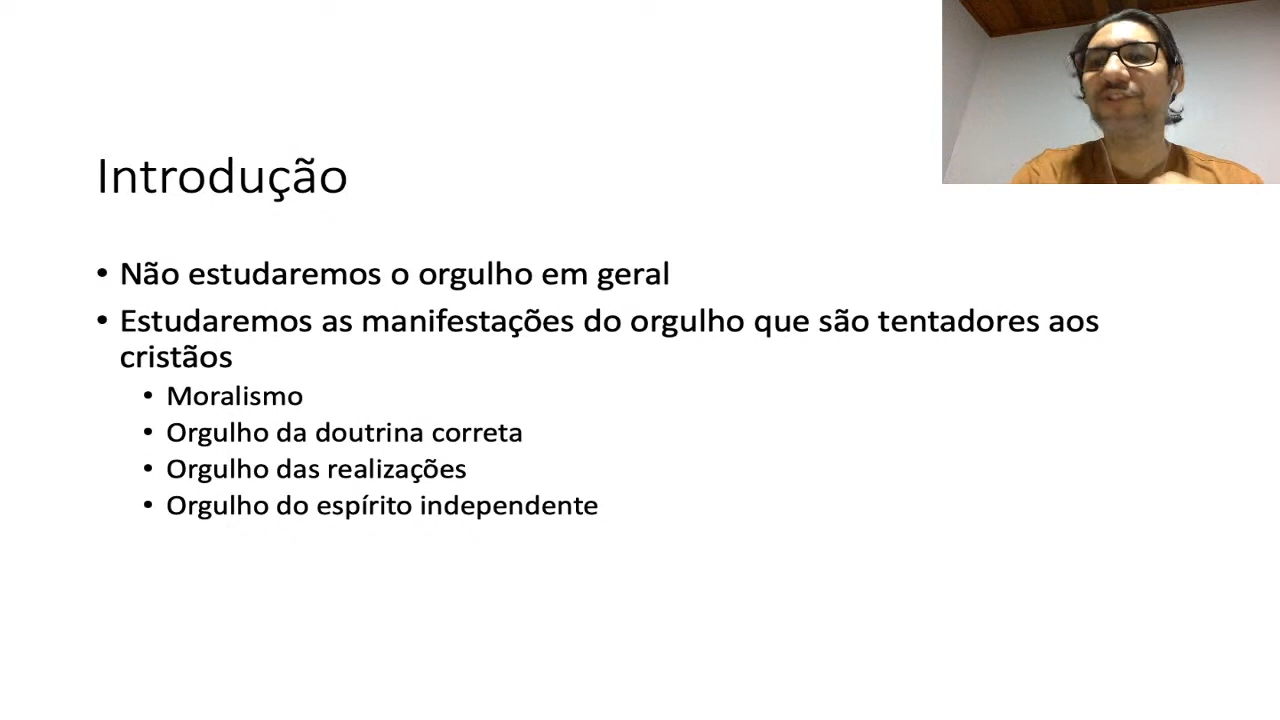 Introdução
• Não estudaremos o orgulho em geral
• Estudaremos as manifestações do orgulho que são tentadores aos
cristãos
• Moralismo
• Orgulho da doutrina correta
• Orgulho das realizações
• Orgulho do espírito independente